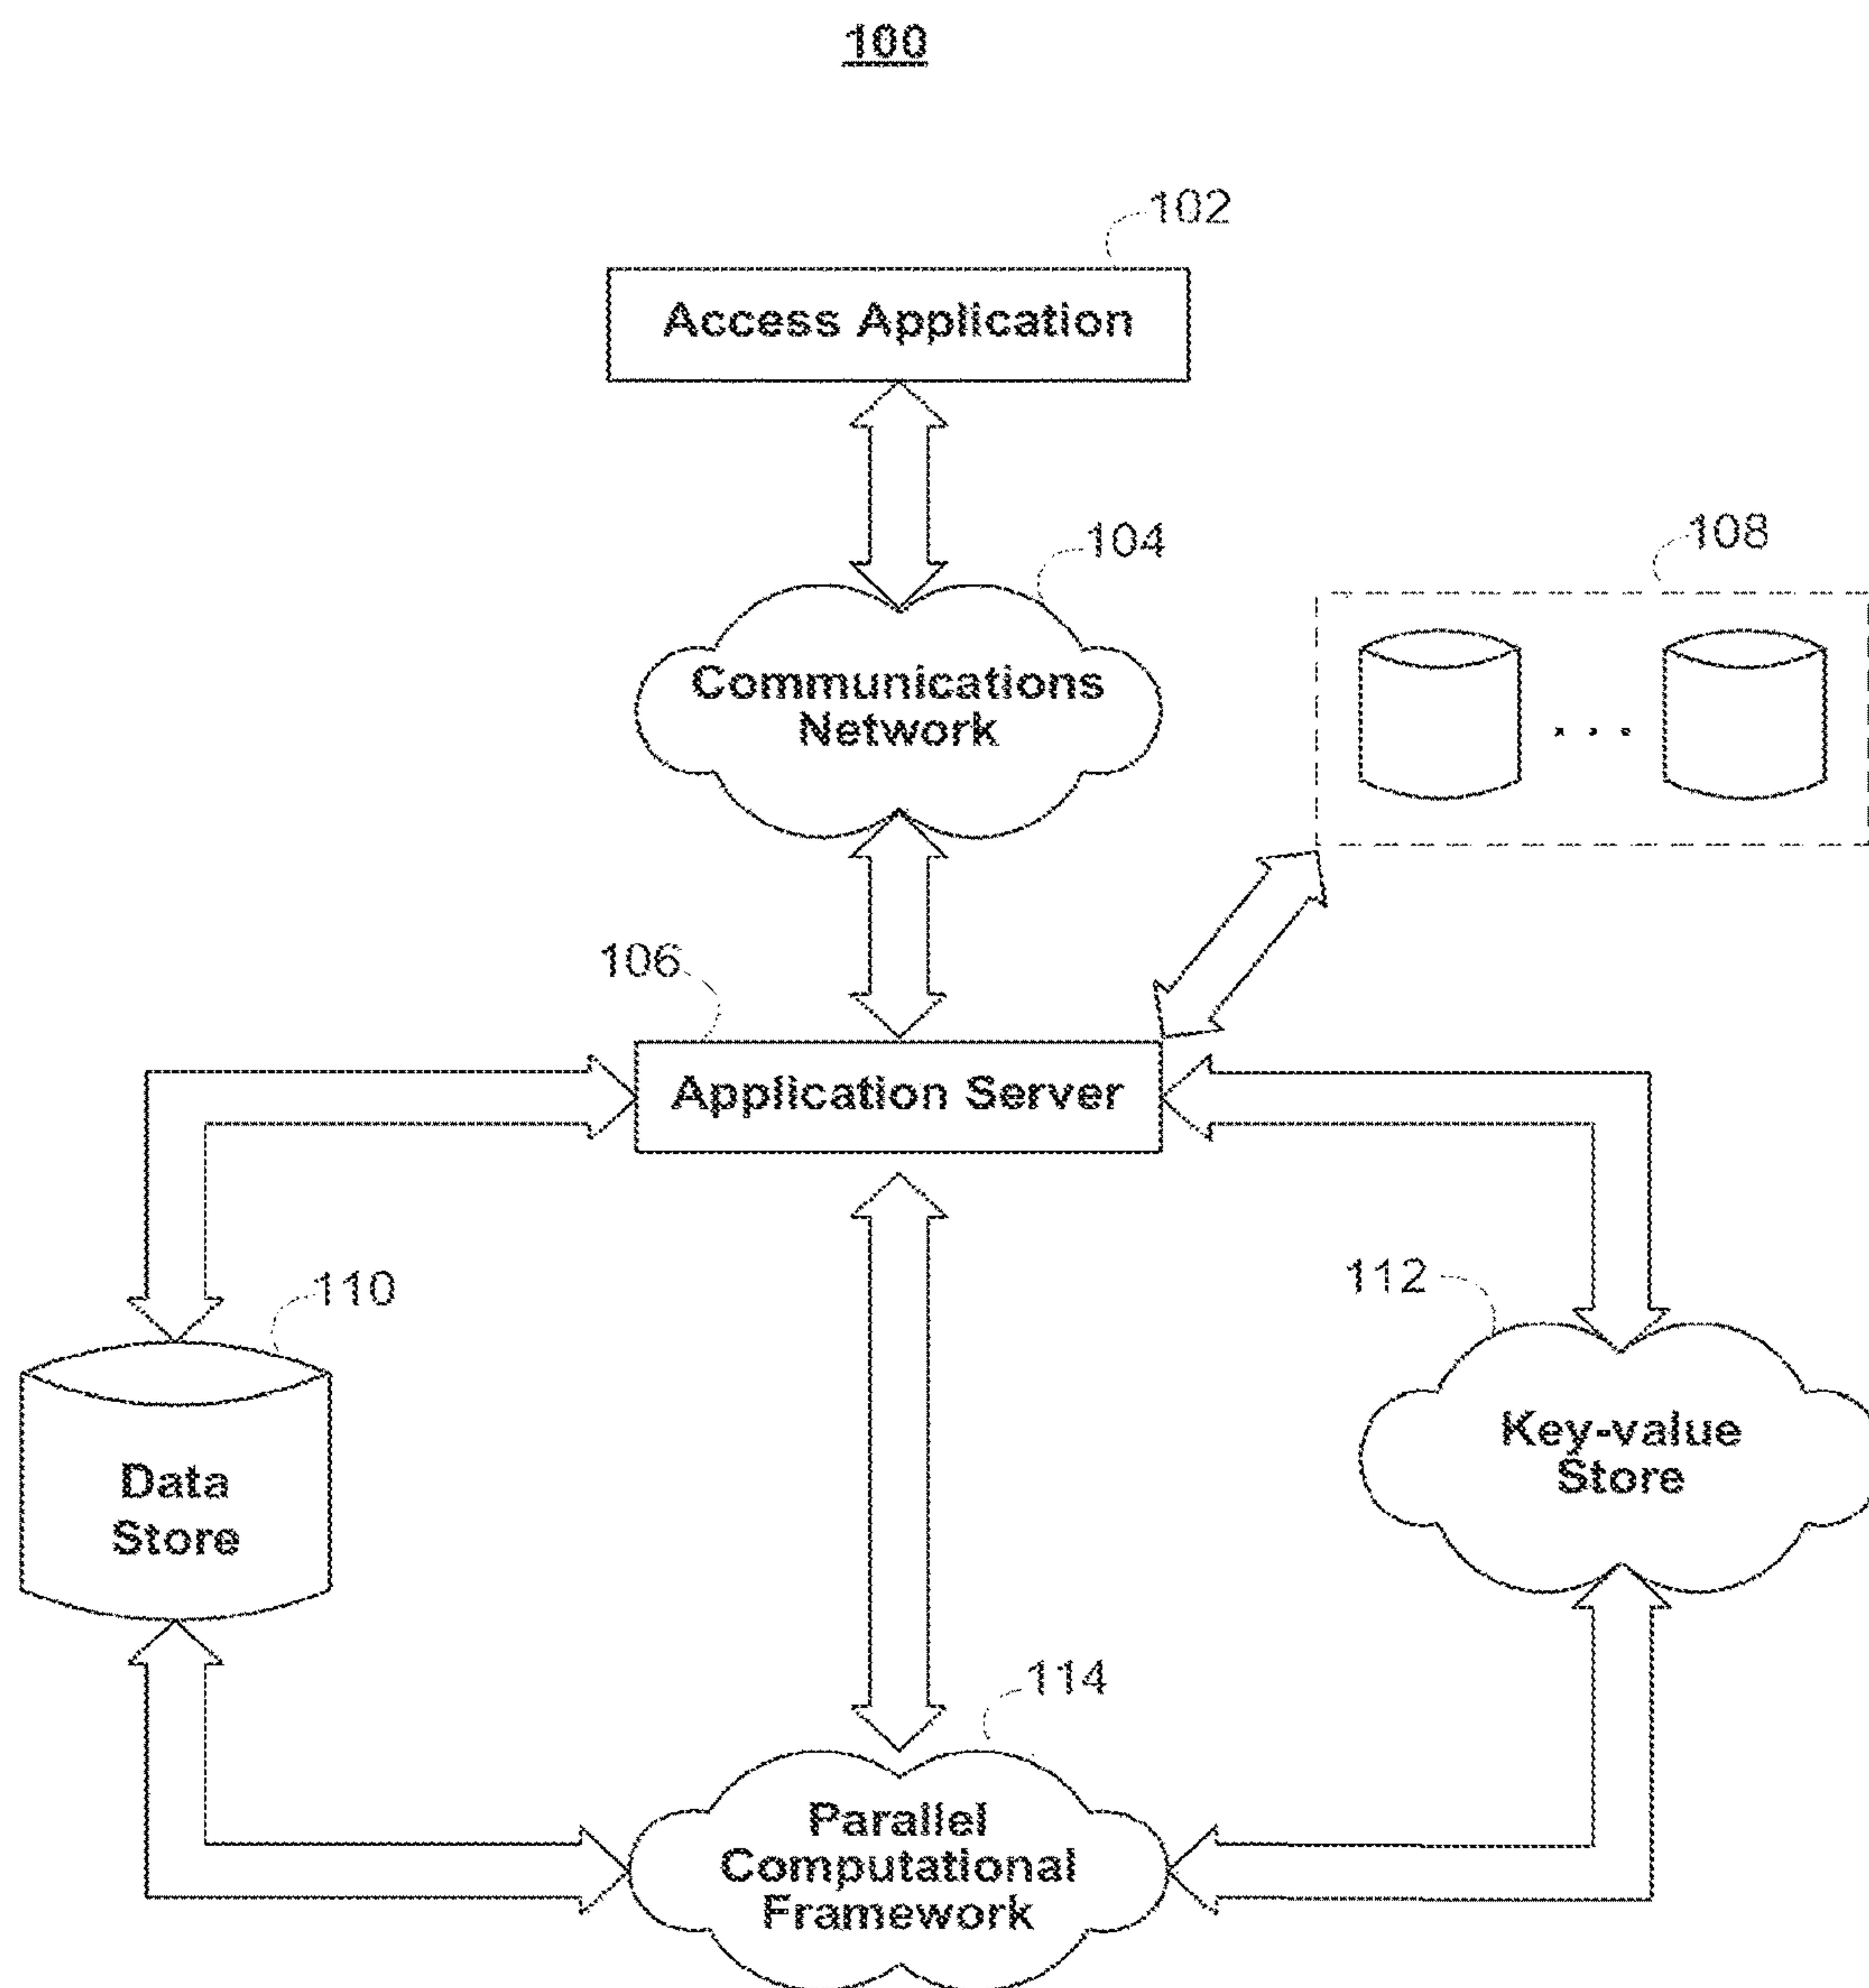 100
102
Access Application
104
108
Communications
Network
. . .
106
Application Server
110
112
Data
Store
Key-value
Store
114
Parallel
Computational
Framework